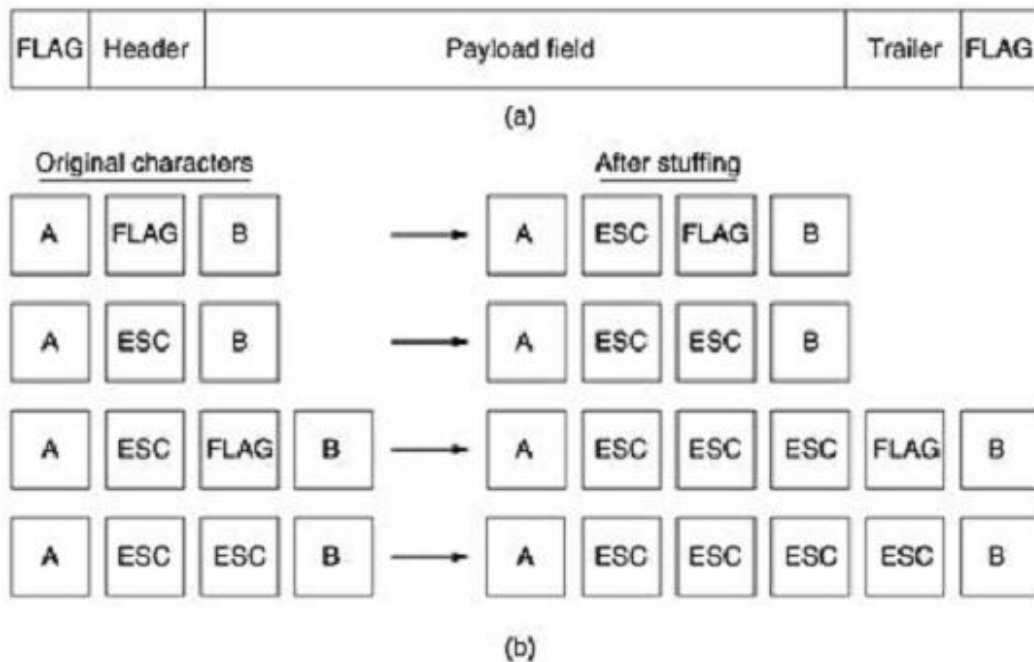 FLAG Header Payload field Trailer FLAG
(a)
Original characters After stuffing
A FLAG B A ESC FLAG B
A ESC B A ESC ESC B
A ESC FLAG B A ESC ESC ESC FLAG B
A ESC ESC B A ESC ESC ESC ESC B
(b)